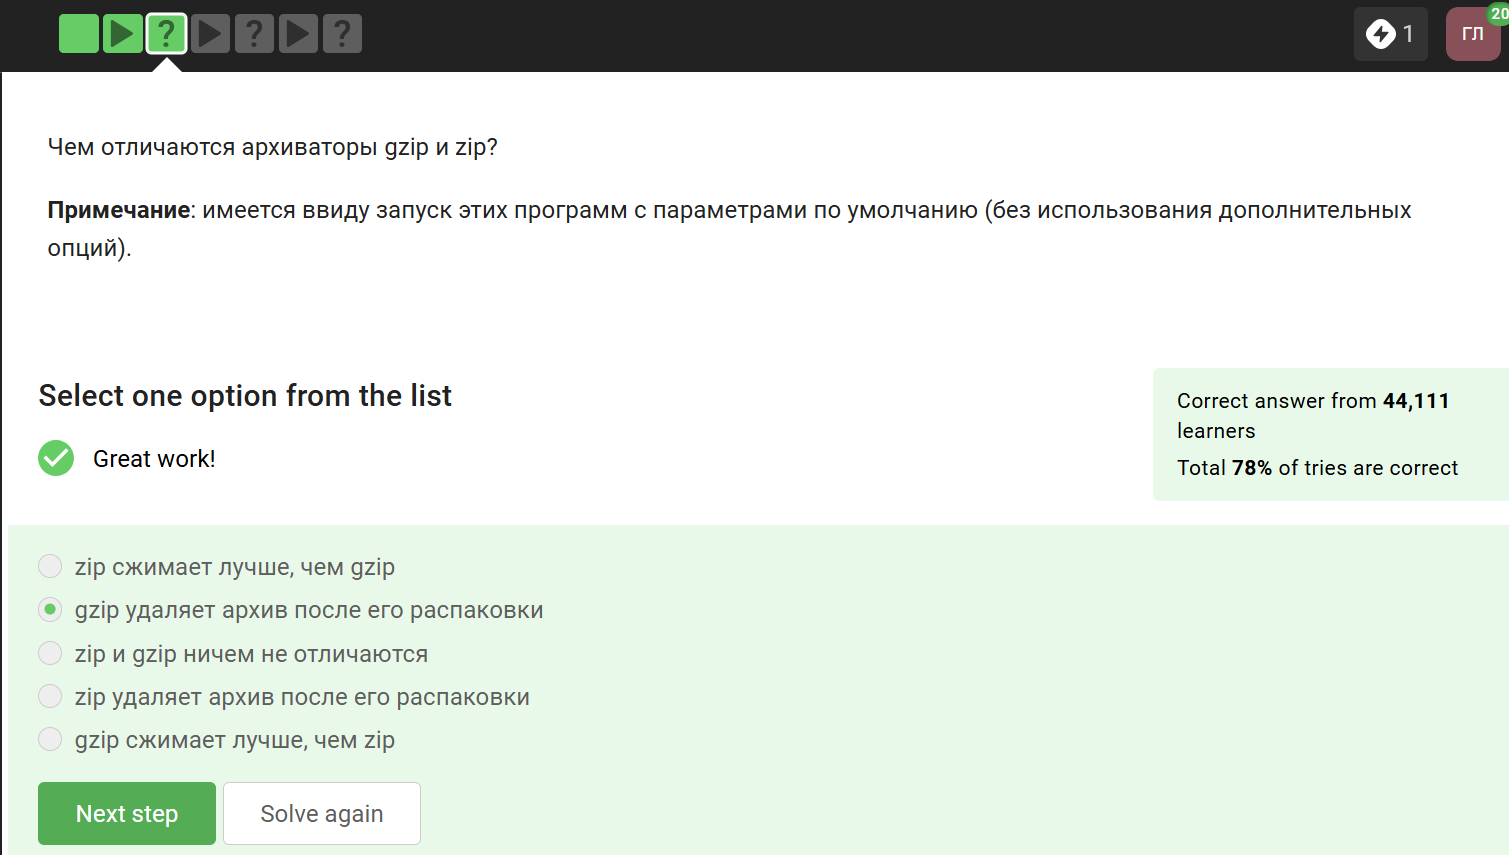 ? ? ?
1
ГЛ
20
Чем отличаются архиваторы gzip и zip?
Примечание: имеется ввиду запуск этих программ с параметрами по умолчанию (без использования дополнительных
опций).
Select one option from the list
Great work!
Correct answer from 44,111
learners
Total 78% of tries are correct
zip сжимает лучше, чем gzip
gzip удаляет архив после его распаковки
zip и gzip ничем не отличаются
zip удаляет архив после его распаковки
gzip сжимает лучше, чем zip
Next step
Solve again